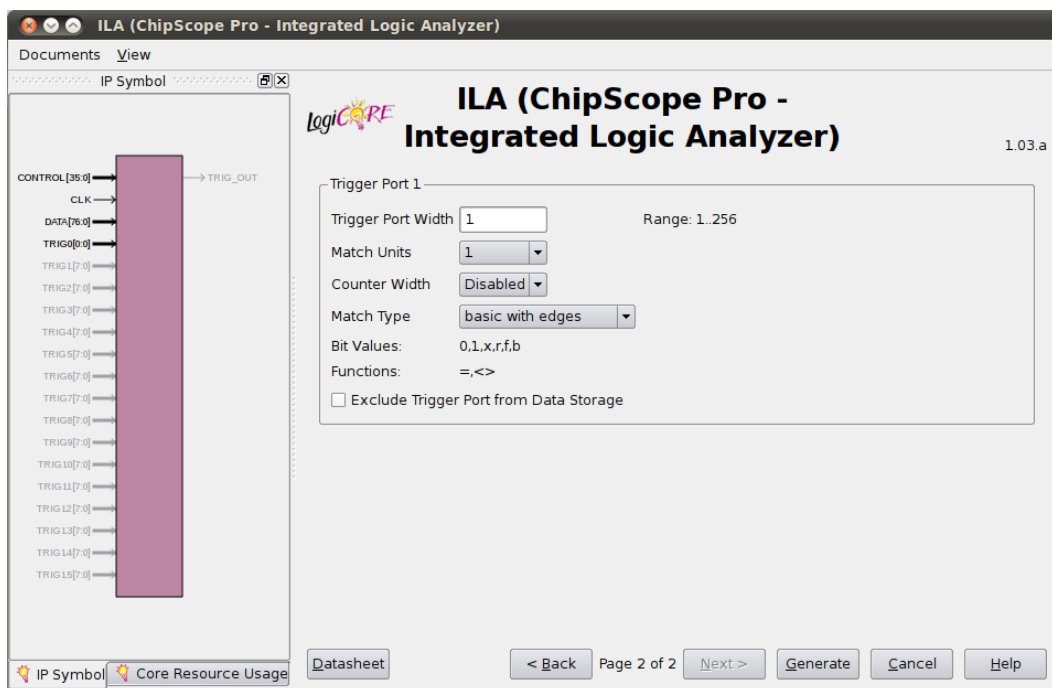 ILA (ChipScope Pro - Integrated Logic Analyzer)
Documents View
IP Symbol
CONTROL[35:0]
TRIG_OUT
CLK
DATA[76:0]
TRIG0[0:0]
TRIG1[7:0]
TRIG2[7:0]
TRIG3[7:0]
TRIG4[7:0]
TRIG5[7:0]
TRIG6[7:0]
TRIG7[7:0]
TRIG8[7:0]
TRIG9[7:0]
TRIG10[7:0]
TRIG11[7:0]
TRIG12[7:0]
TRIG13[7:0]
TRIG14[7:0]
TRIG15[7:0]
IP Symbol
Core Resource Usage
LogiCORE
ILA (ChipScope Pro -
Integrated Logic Analyzer)
1.03.a
Trigger Port 1
Trigger Port Width 1 Range: 1..256
Match Units 1
Counter Width Disabled
Match Type basic with edges
Bit Values: 0,1,x,r,f,b
Functions: =,<>
Exclude Trigger Port from Data Storage
Datasheet < Back Page 2 of 2 Next > Generate Cancel Help